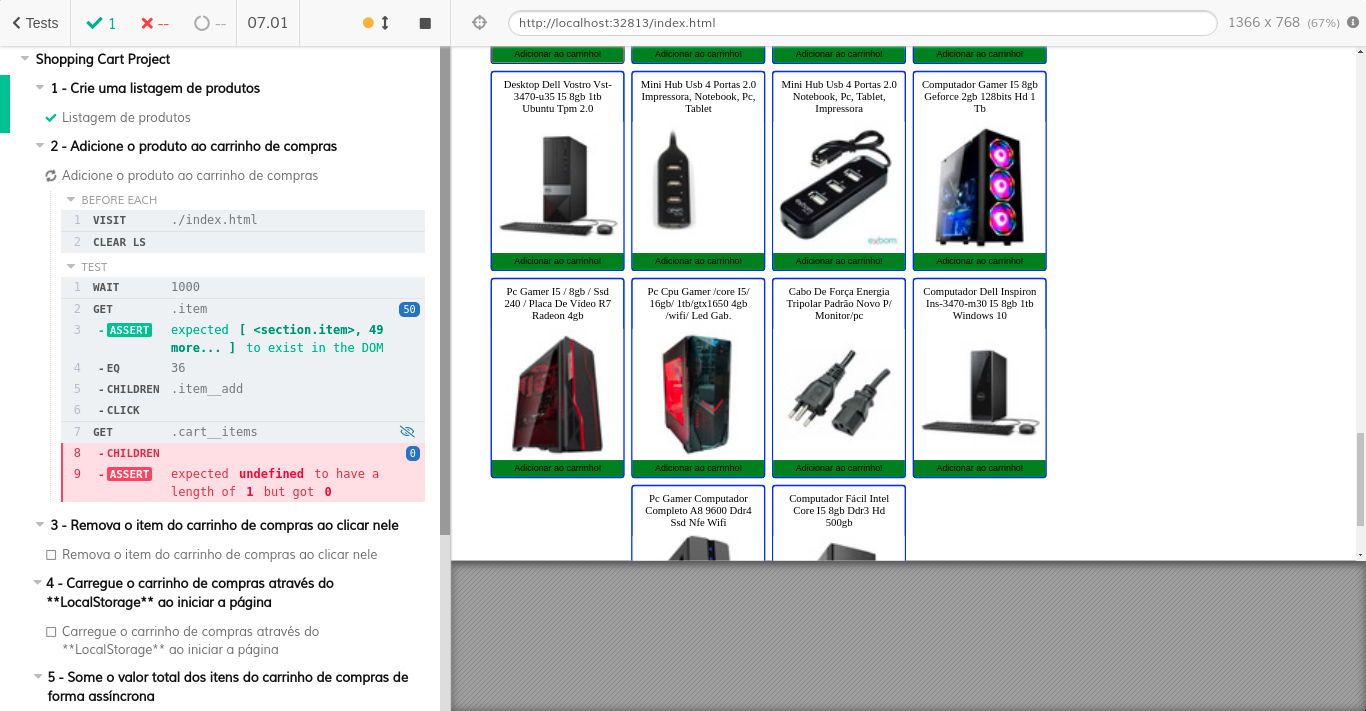 Tests
1
--
--
07.01
http://localhost:32813/index.html
1366 x 768 (67%)
Shopping Cart Project
1 - Crie uma listagem de produtos
Listagem de produtos
2 - Adicione o produto ao carrinho de compras
Adicione o produto ao carrinho de compras
BEFORE EACH
1 VISIT ./index.html
2 CLEAR LS
TEST
1 WAIT 1000
2 GET .item 50
3 - ASSERT expected [ <section.item>, 49
more... ] to exist in the DOM
4 - EQ 36
5 - CHILDREN .item__add
6 - CLICK
7 GET .cart__items
8 - CHILDREN 0
9 - ASSERT expected undefined to have a
length of 1 but got 0
3 - Remova o item do carrinho de compras ao clicar nele
Remova o item do carrinho de compras ao clicar nele
4 - Carregue o carrinho de compras através do
**LocalStorage** ao iniciar a página
Carregue o carrinho de compras através do
**LocalStorage** ao iniciar a página
5 - Some o valor total dos itens do carrinho de compras de
forma assíncrona
Adicionar ao carrinho! Adicionar ao carrinho! Adicionar ao carrinho! Adicionar ao carrinho!
Desktop Dell Vostro Vst-
3470-u35 I5 8gb 1tb
Ubuntu Tpm 2.0
Adicionar ao carrinho!
Mini Hub Usb 4 Portas 2.0
Impressora, Notebook, Pc,
Tablet
Adicionar ao carrinho!
Mini Hub Usb 4 Portas 2.0
Notebook, Pc, Tablet,
Impressora
exbom
Adicionar ao carrinho!
Computador Gamer I5 8gb
Geforce 2gb 128bits Hd 1
Tb
Adicionar ao carrinho!
Pc Gamer I5 / 8gb / Ssd
240 / Placa De Vídeo R7
Radeon 4gb
Adicionar ao carrinho!
Pc Cpu Gamer /core I5/
16gb/ 1tb/gtx1650 4gb
/wifi/ Led Gab.
Adicionar ao carrinho!
Cabo De Força Energia
Tripolar Padrão Novo P/
Monitor/pc
Adicionar ao carrinho!
Computador Dell Inspiron
Ins-3470-m30 I5 8gb 1tb
Windows 10
Adicionar ao carrinho!
Pc Gamer Computador
Completo A8 9600 Ddr4
Ssd Nfe Wifi
Computador Fácil Intel
Core I5 8gb Ddr3 Hd
500gb